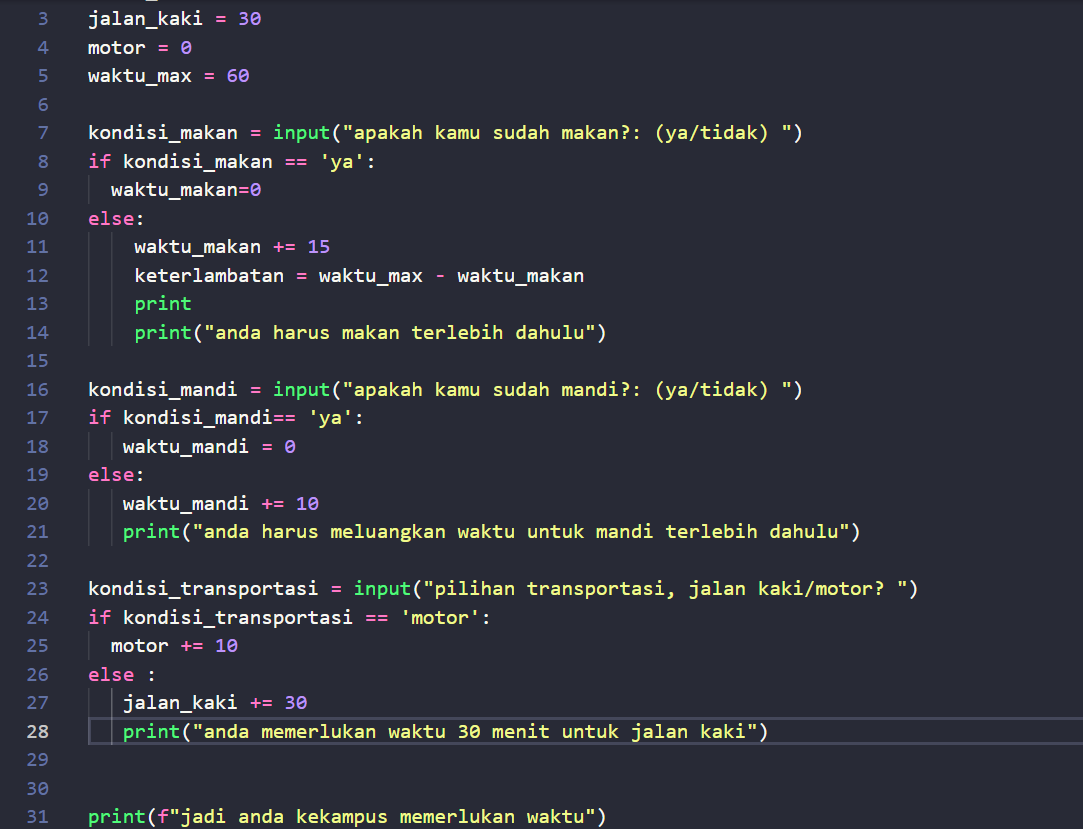 3 jalan_kaki = 30
4 motor = 0
5 waktu_max = 60
6
7 kondisi_makan = input("apakah kamu sudah makan?: (ya/tidak) ")
8 if kondisi_makan == 'ya':
9   waktu_makan=0
10 else:
11     waktu_makan += 15
12     keterlambatan = waktu_max - waktu_makan
13     print
14     print("anda harus makan terlebih dahulu")
15
16 kondisi_mandi = input("apakah kamu sudah mandi?: (ya/tidak) ")
17 if kondisi_mandi== 'ya':
18    waktu_mandi = 0
19 else:
20    waktu_mandi += 10
21    print("anda harus meluangkan waktu untuk mandi terlebih dahulu")
22
23 kondisi_transportasi = input("pilihan transportasi, jalan kaki/motor? ")
24 if kondisi_transportasi == 'motor':
25   motor += 10
26 else :
27    jalan_kaki += 30
28    print("anda memerlukan waktu 30 menit untuk jalan kaki")
29
30
31 print(f"jadi anda kekampus memerlukan waktu")